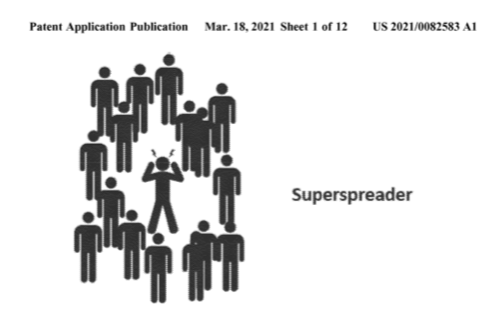 Patent Application Publication Mar. 18, 2021 Sheet 1 of 12 US 2021/0082583 A1
Superspreader